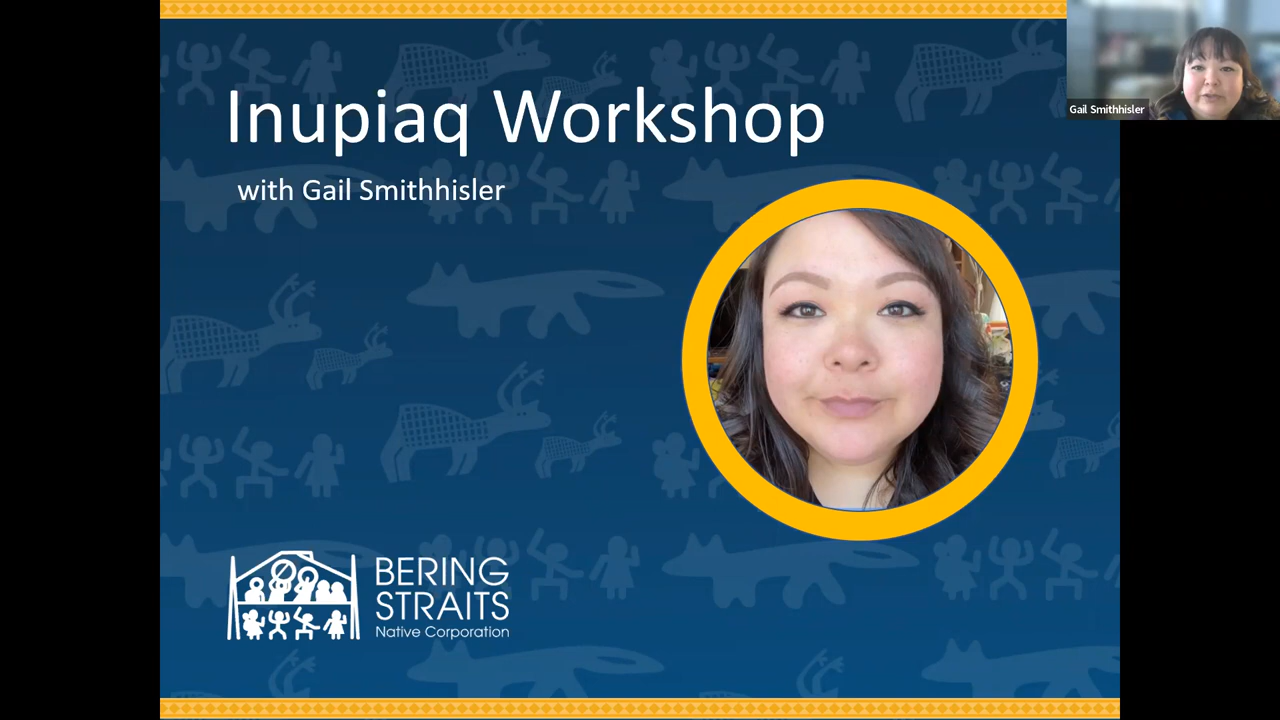 Inupiaq Workshop
with Gail Smithhisler
Gail Smithhisler
BERING
STRAITS
Native Corporation